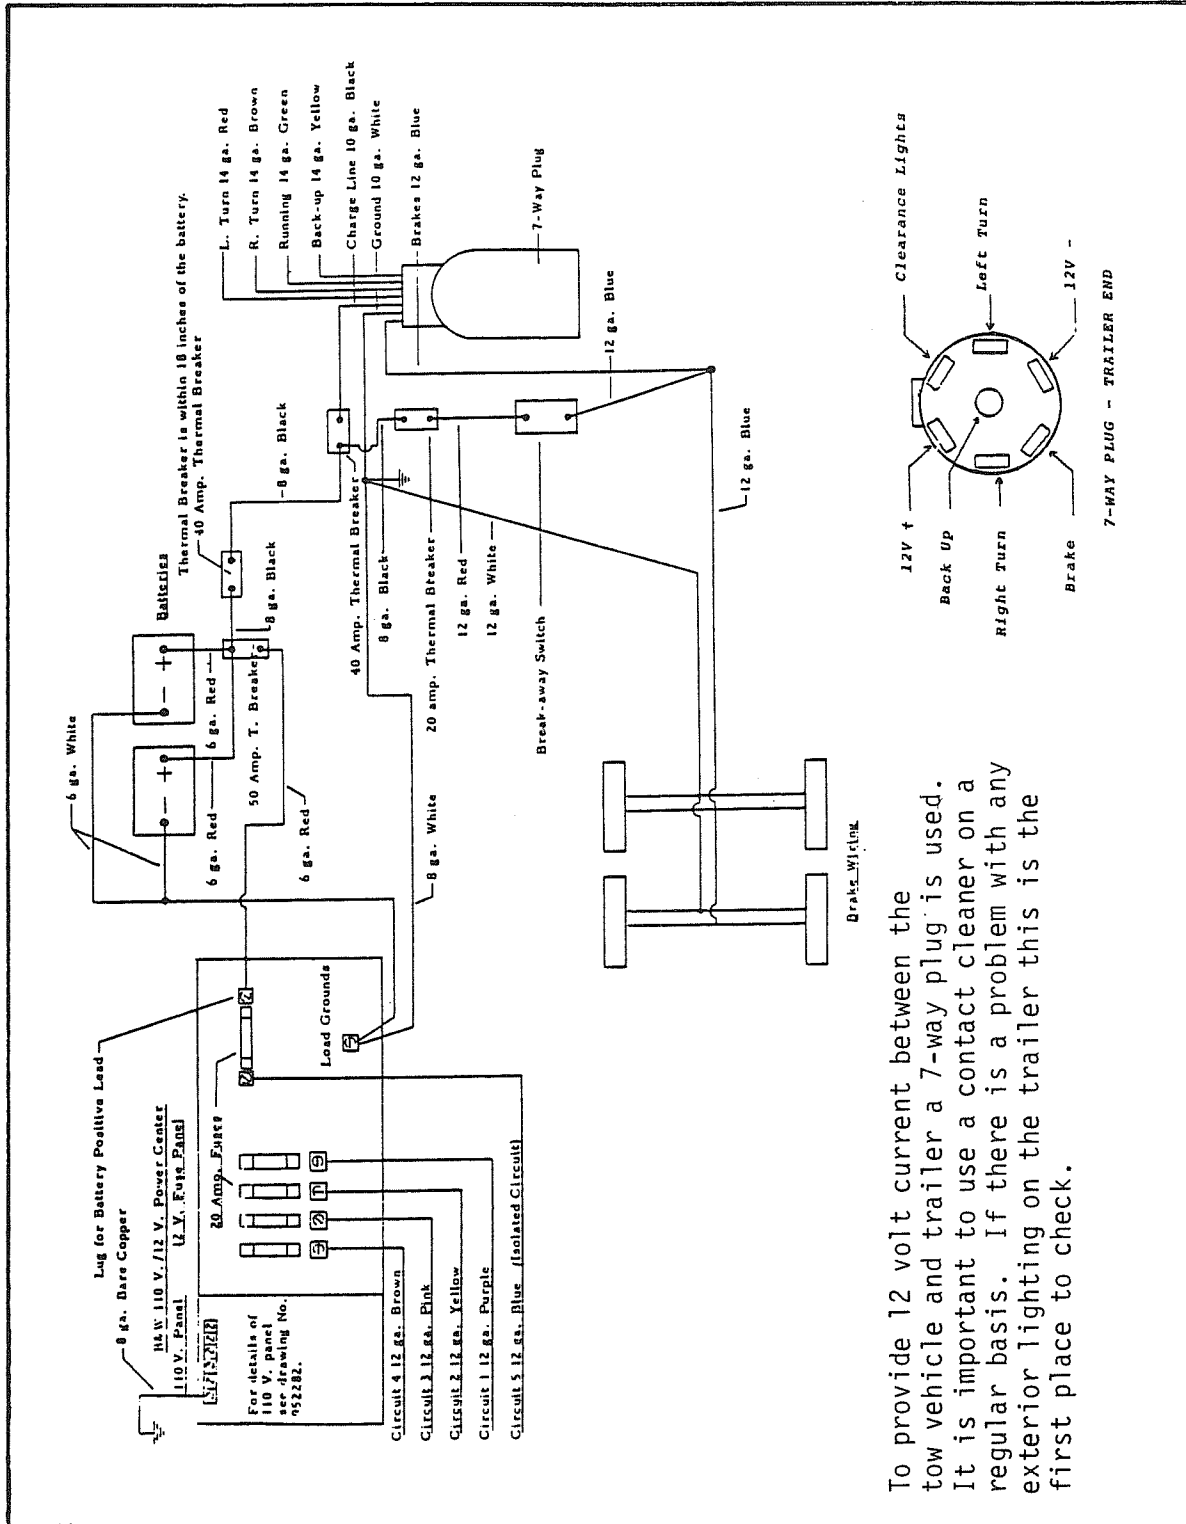 Lug for Battery Positive Lead
8 ga. Bare Copper
110 V. /12 V. Power Center
110 V. Panel
12 V. Fuse Panel
For details of
110 V. panel
see drawing No.
952282.
20 Amp. Fuses
Load Grounds
Circuit 4 12 ga. Brown
Circuit 3 12 ga. Pink
Circuit 2 12 ga. Yellow
Circuit 1 12 ga. Purple
Circuit 5 12 ga. Blue (Isolated Circuit)
6 ga. White
Batteries
- +
- +
6 ga. Red
6 ga. Red
50 Amp. T. Breaker
6 ga. Red
8 ga. Black
Thermal Breaker is within 18 inches of the battery.
40 Amp. Thermal Breaker
8 ga. Black
L. Turn 14 ga. Red
R. Turn 14 ga. Brown
Running 14 ga. Green
Back-up 14 ga. Yellow
Charge Line 10 ga. Black
Ground 10 ga. White
Brakes 12 ga. Blue
7-Way Plug
40 Amp. Thermal Breaker
8 ga. Black
20 amp. Thermal Breaker
12 ga. Red
12 ga. White
Break-away Switch
12 ga. Blue
8 ga. White
12 ga. Blue
Brake Wiring
Clearance Lights
Left Turn
12V -
12V +
Back Up
Right Turn
Brake
7-WAY PLUG - TRAILER END
To provide 12 volt current between the
tow vehicle and trailer a 7-way plug is used.
It is important to use a contact cleaner on a
regular basis. If there is a problem with any
exterior lighting on the trailer this is the
first place to check.